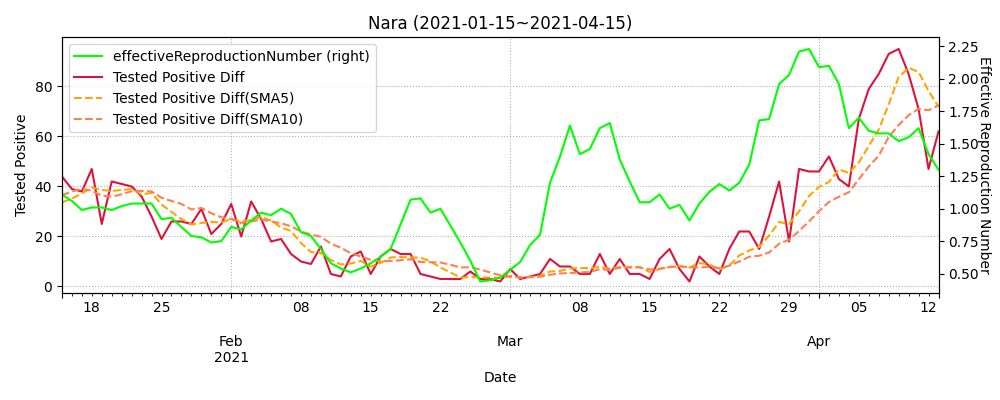 Nara (2021-01-15~2021-04-15)
effectiveReproductionNumber (right)
Tested Positive Diff
Tested Positive Diff(SMA5)
Tested Positive Diff(SMA10)
Tested Positive
80
60
40
20
0
2.25
2.00
1.75
1.50
1.25
1.00
0.75
0.50
Effective Reproduction Number
18 25 08 15 22 08 15 22 29 05 12
Feb Mar Apr
2021
Date